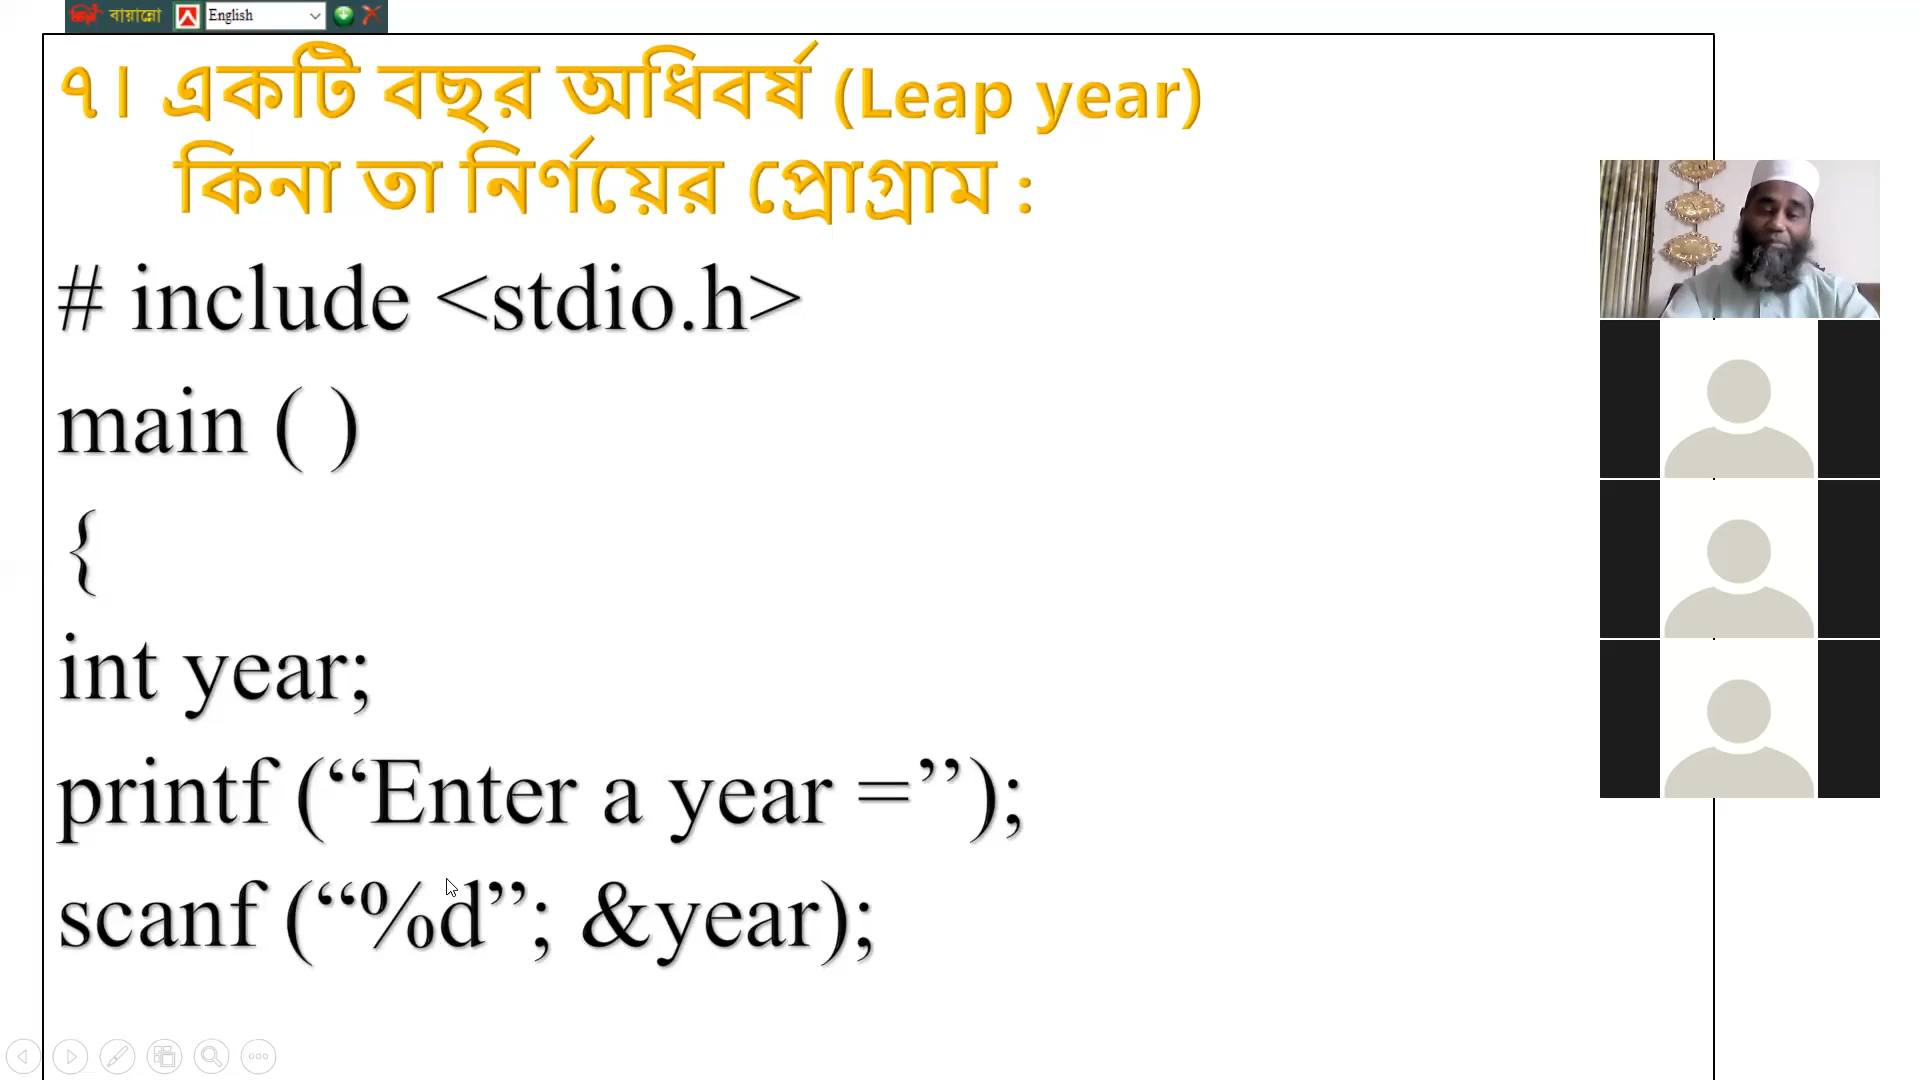 বায়ান্নো English
৭। একটি বছর অধিবর্ষ (Leap year)
কিনা তা নির্ণয়ের প্রোগ্রাম :
# include <stdio.h>
main ( )
{
int year;
printf (“Enter a year =”);
scanf (“%d”; &year);